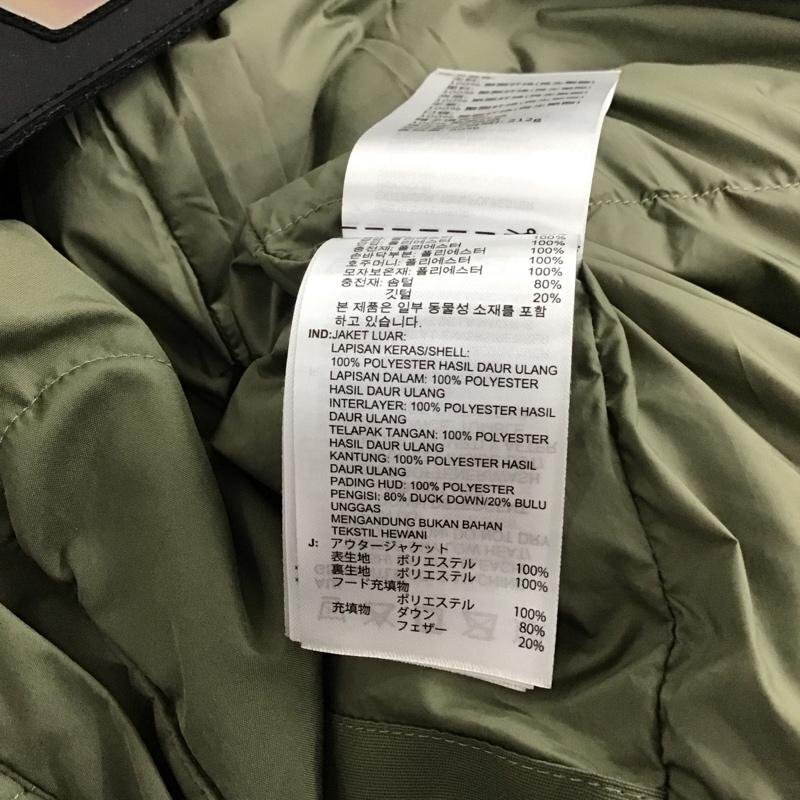 212g
100%
충전재: 폴리에스터 100%
손바닥부분: 폴리에스터 100%
호주머니: 폴리에스터 100%
모자보온재: 폴리에스터 100%
충전재: 솜털 80%
깃털 20%
본 제품은 일부 동물성 소재를 포함
하고 있습니다.
IND:JAKET LUAR:
LAPISAN KERAS/SHELL:
100% POLYESTER HASIL DAUR ULANG
LAPISAN DALAM: 100% POLYESTER
HASIL DAUR ULANG
INTERLAYER: 100% POLYESTER HASIL
DAUR ULANG
TELAPAK TANGAN: 100% POLYESTER
HASIL DAUR ULANG
KANTUNG: 100% POLYESTER HASIL
DAUR ULANG
PADING HUD: 100% POLYESTER
PENGISI: 80% DUCK DOWN/20% BULU
UNGGAS
MENGANDUNG BUKAN BAHAN
TEKSTIL HEWANI
J: アウタージャケット
表生地 ポリエステル 100%
裏生地 ポリエステル 100%
フード充填物
ポリエステル 100%
充填物 ダウン 80%
フェザー 20%